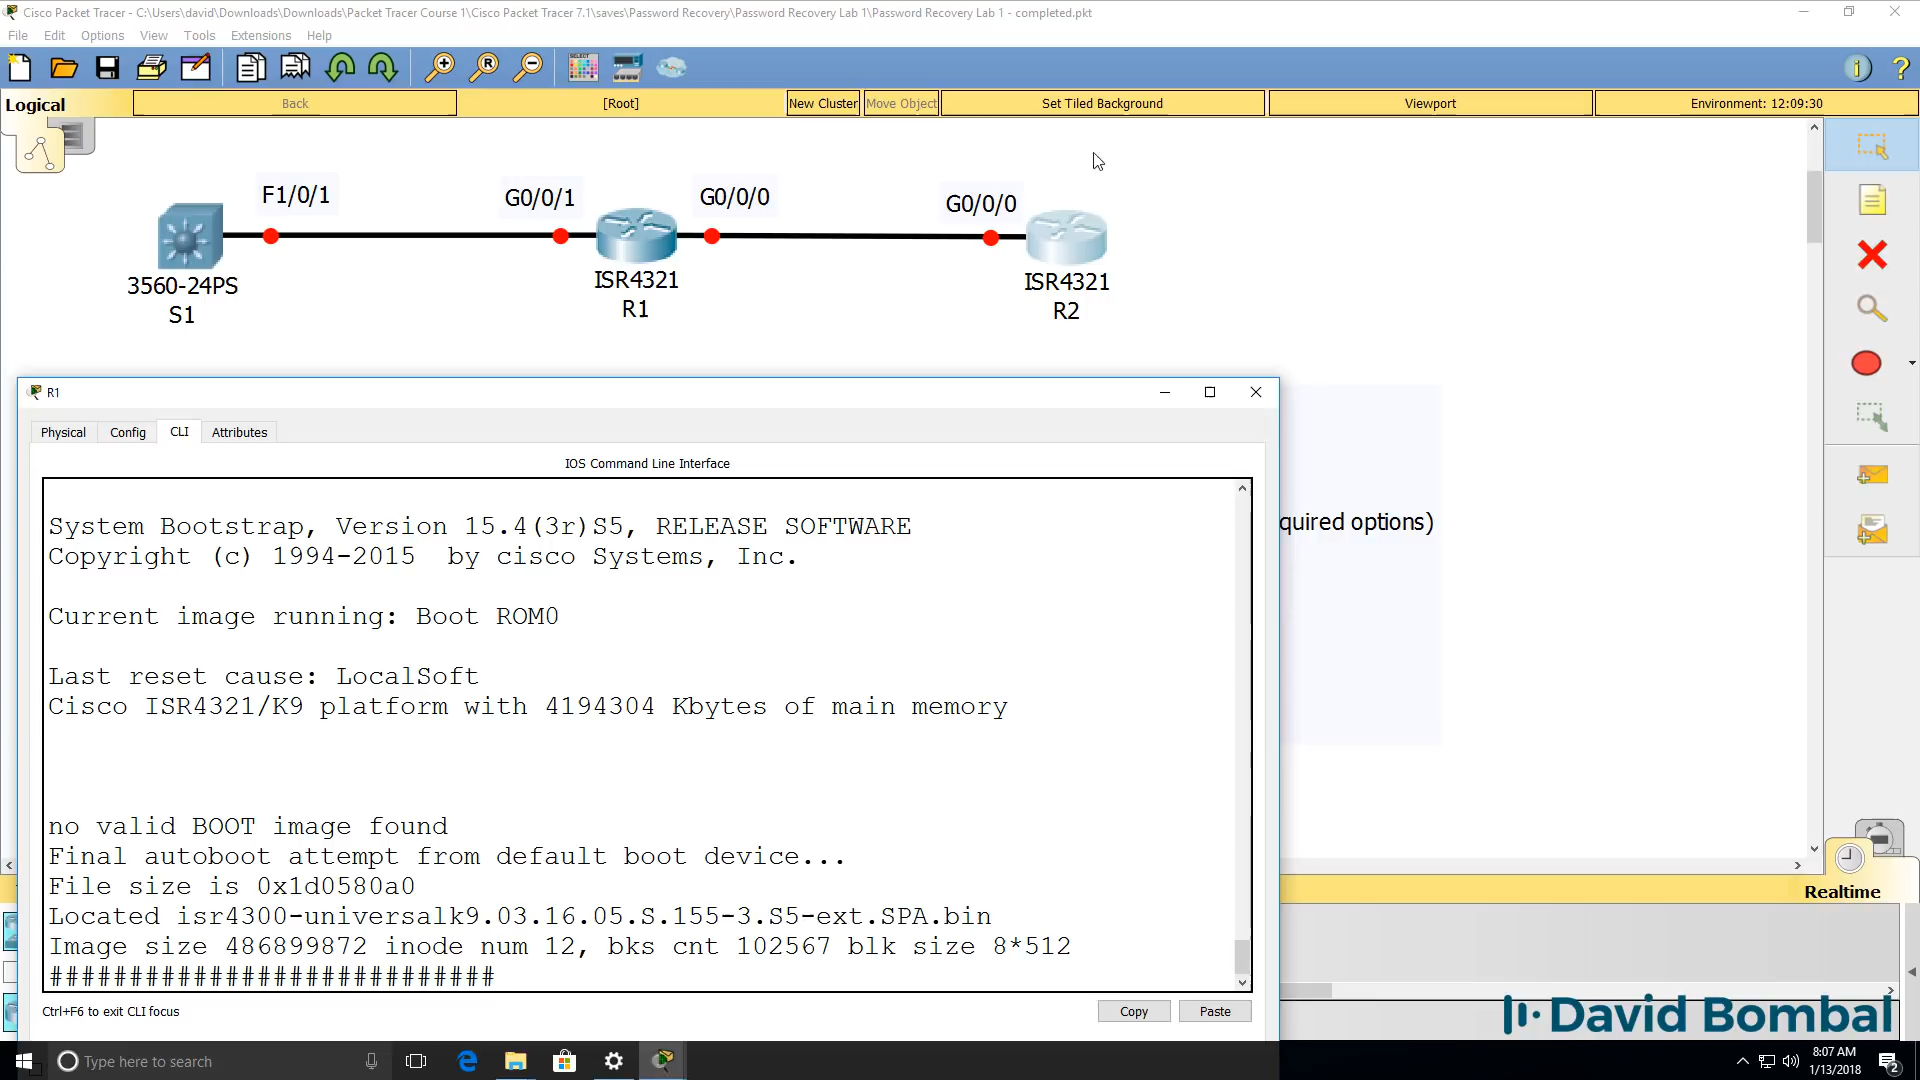 Cisco Packet Tracer - C:\Users\david\Downloads\Downloads\Packet Tracer Course 1\Cisco Packet Tracer 7.1\saves\Password Recovery\Password Recovery Lab 1\Password Recovery Lab 1 - completed.pkt
File Edit Options View Tools Extensions Help
Logical Back [Root] New Cluster Move Object Set Tiled Background Viewport Environment: 12:09:30
F1/0/1 G0/0/1 G0/0/0 G0/0/0
3560-24PS ISR4321 ISR4321
S1 R1 R2
R1
Physical Config CLI Attributes
IOS Command Line Interface
System Bootstrap, Version 15.4(3r)S5, RELEASE SOFTWARE
Copyright (c) 1994-2015 by cisco Systems, Inc.
Current image running: Boot ROM0
Last reset cause: LocalSoft
Cisco ISR4321/K9 platform with 4194304 Kbytes of main memory
no valid BOOT image found
Final autoboot attempt from default boot device...
File size is 0x1d0580a0
Located isr4300-universalk9.03.16.05.S.155-3.S5-ext.SPA.bin
Image size 486899872 inode num 12, bks cnt 102567 blk size 8*512
############################
Ctrl+F6 to exit CLI focus Copy Paste
quired options)
Realtime
David Bombal
Type here to search
8:07 AM
1/13/2018
2